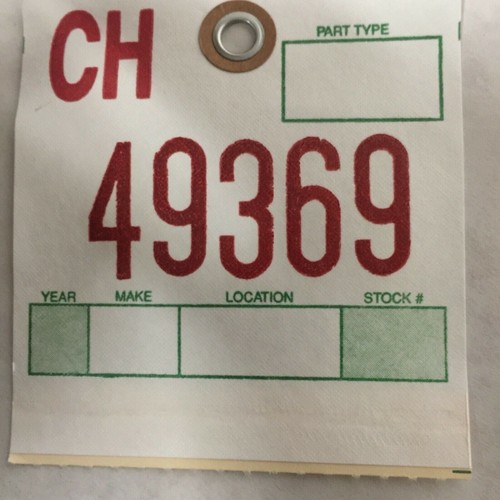 CH
PART TYPE
49369
YEAR MAKE LOCATION STOCK #